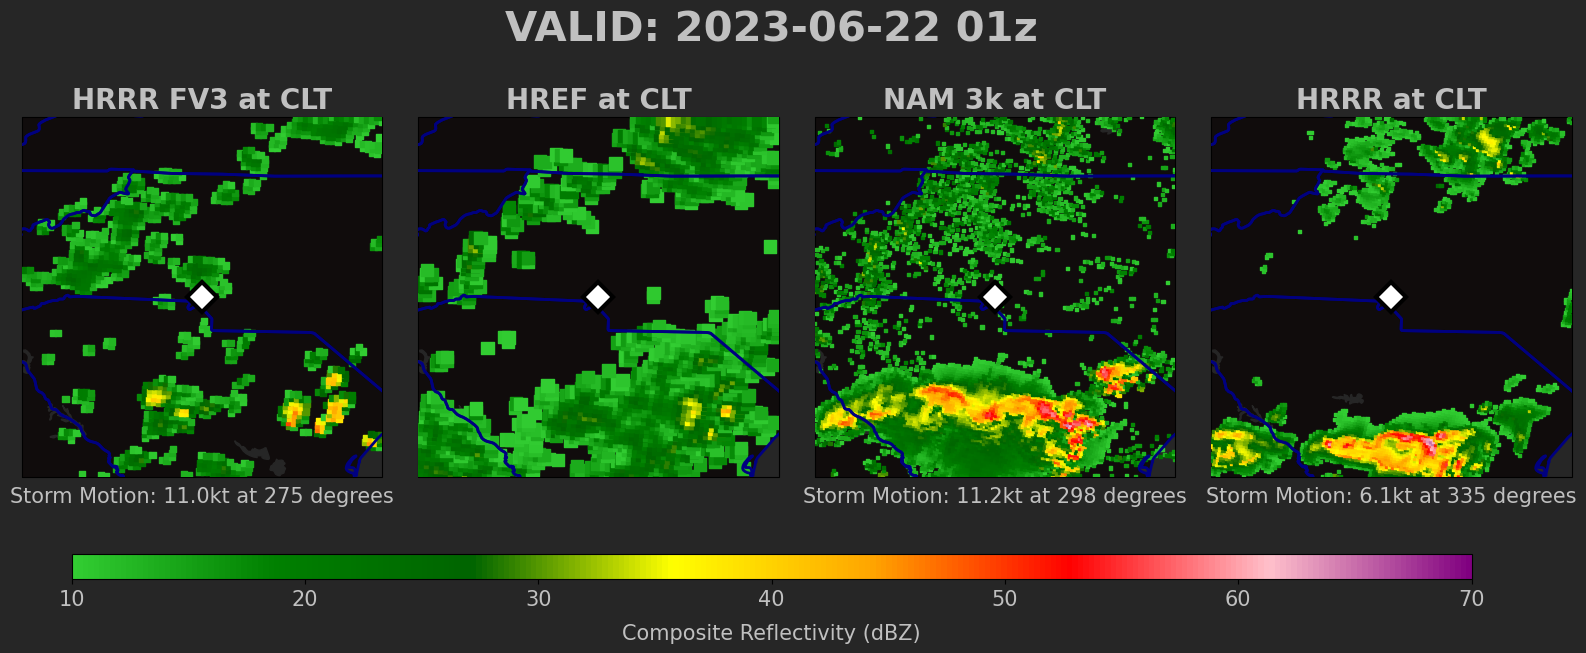 VALID: 2023-06-22 01z
HRRR FV3 at CLT
HREF at CLT
NAM 3k at CLT
HRRR at CLT
Storm Motion: 11.0kt at 275 degrees
Storm Motion: 11.2kt at 298 degrees
Storm Motion: 6.1kt at 335 degrees
10 20 30 40 50 60 70
Composite Reflectivity (dBZ)